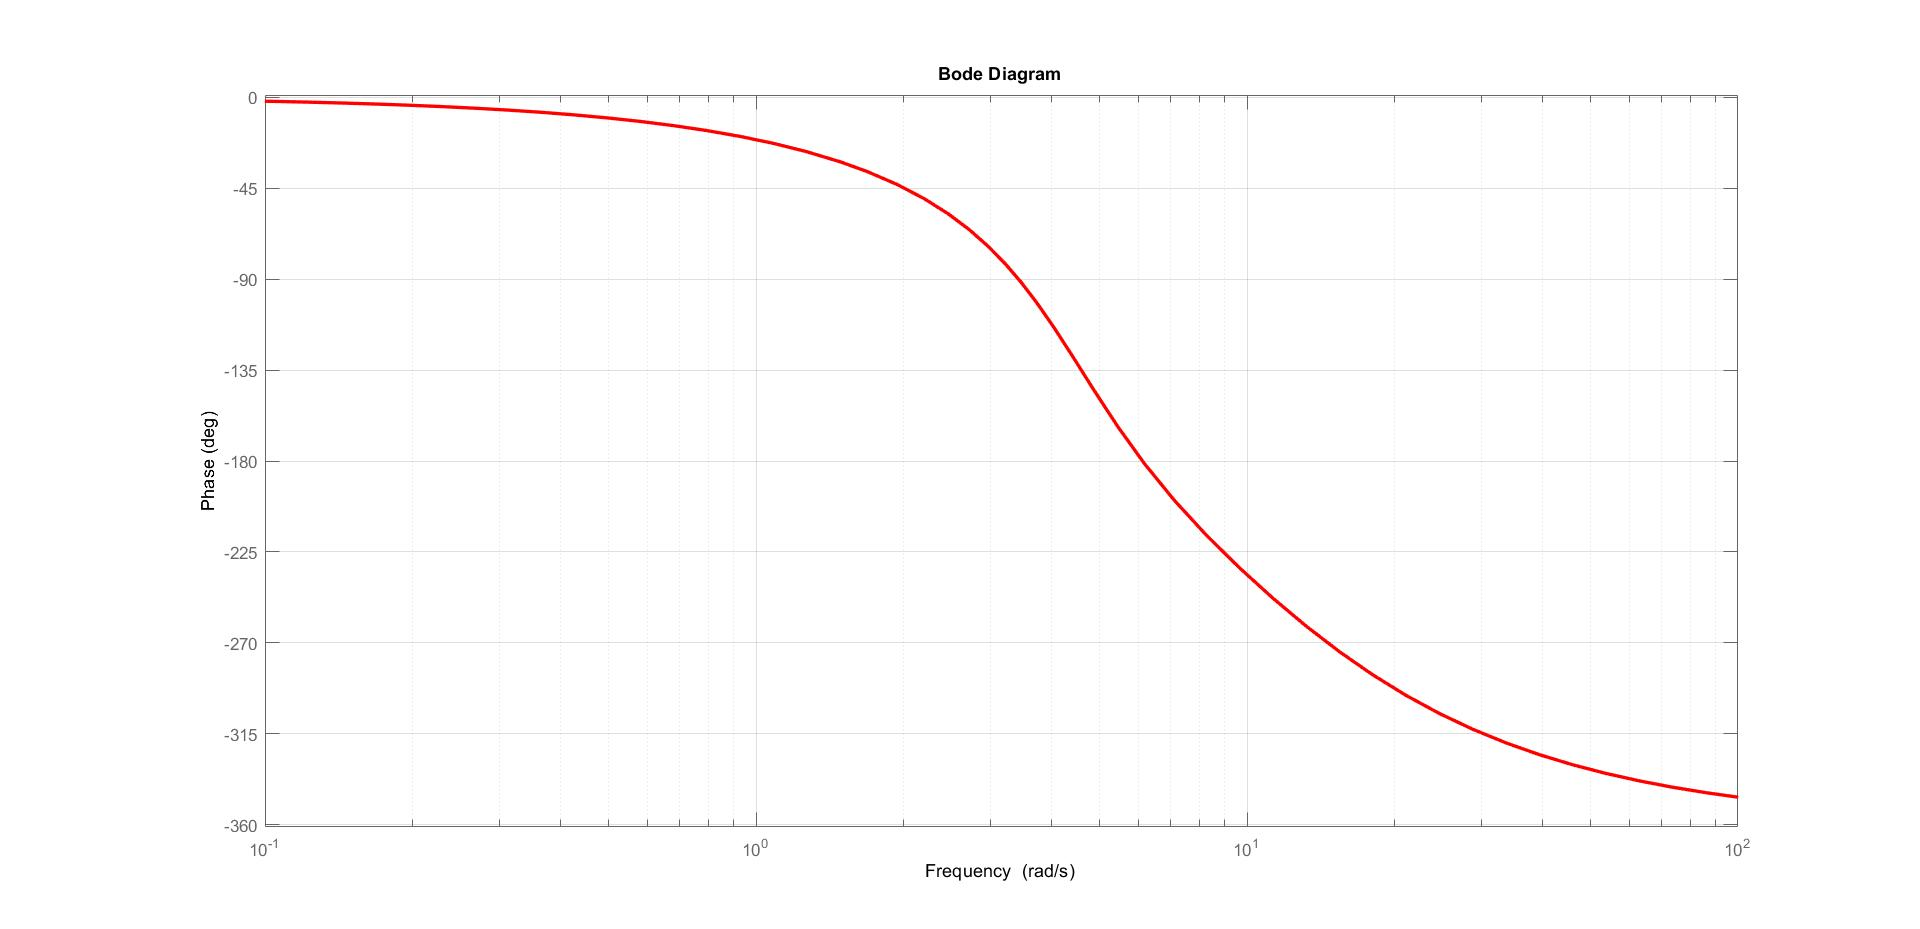 Bode Diagram
Phase (deg)
0
-45
-90
-135
-180
-225
-270
-315
-360
10⁻¹ 10⁰ 10¹ 10²
Frequency (rad/s)